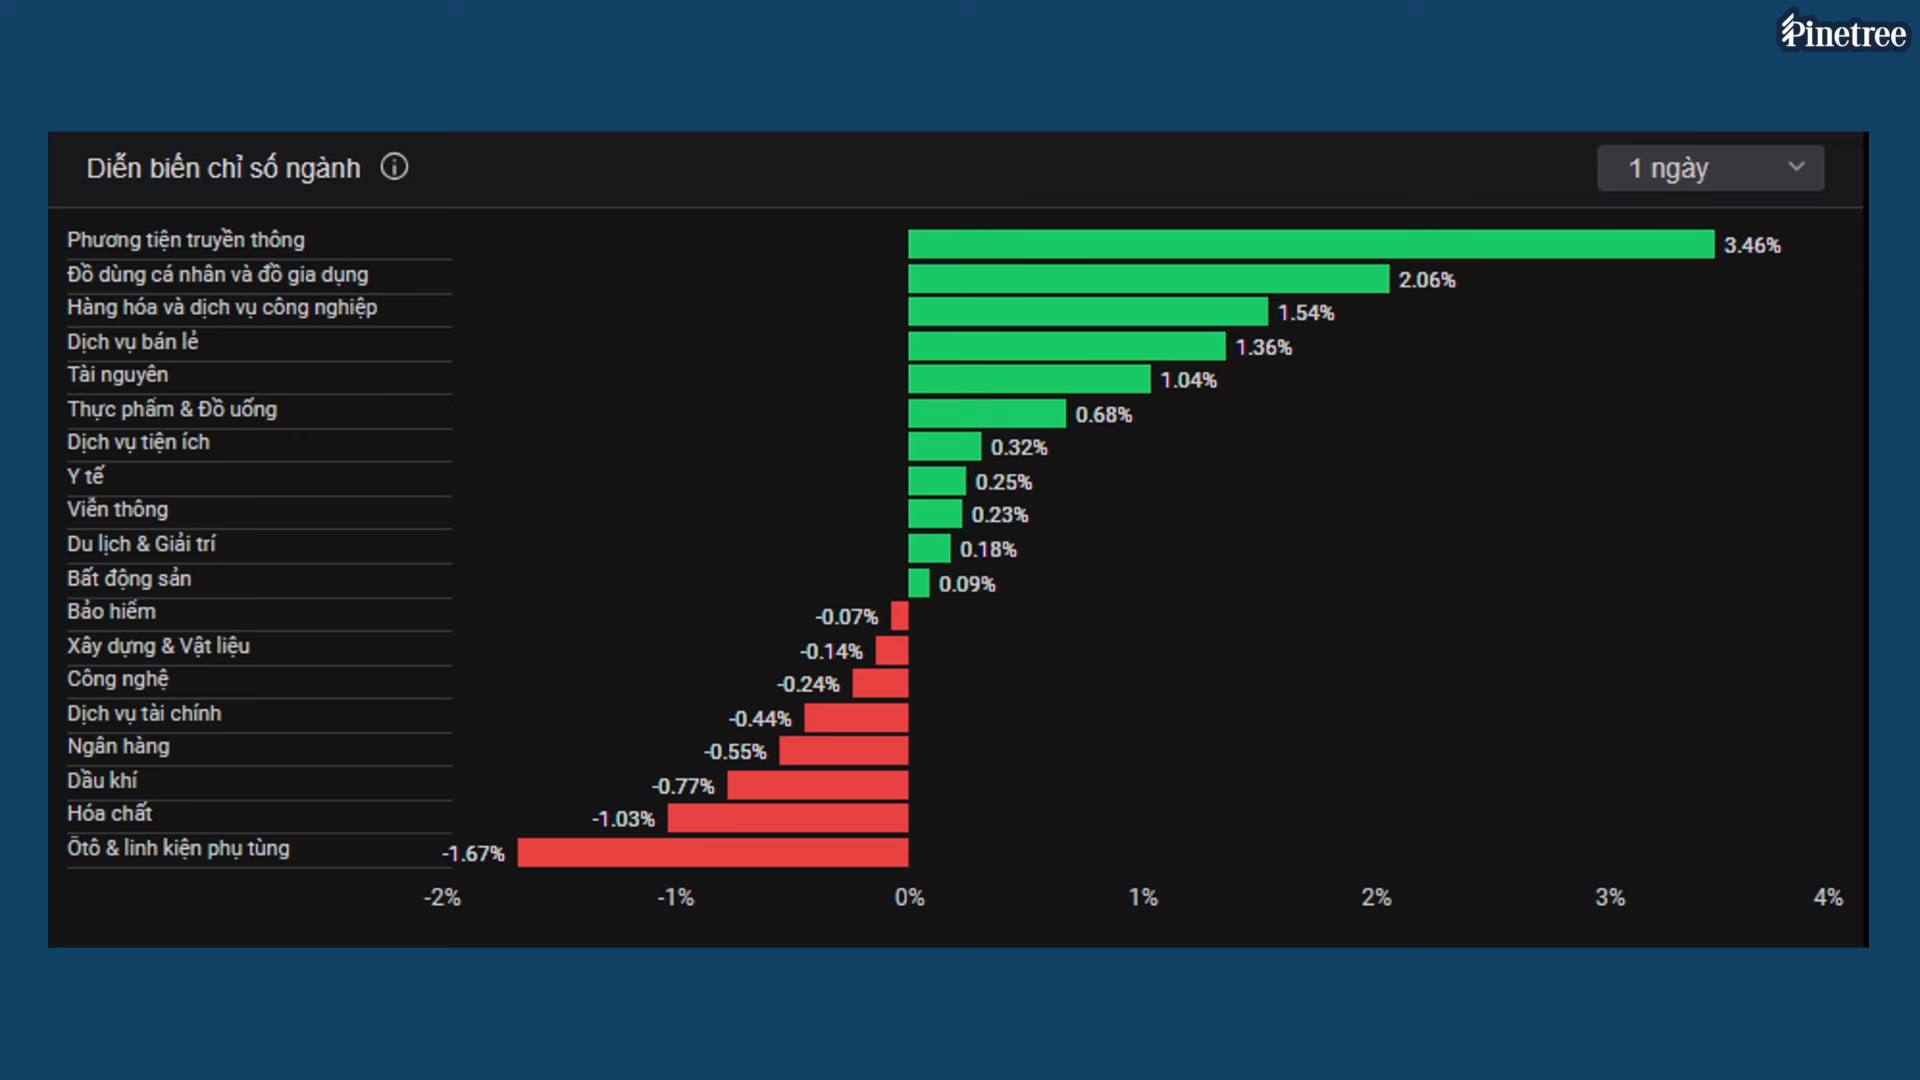 Pinetree
Diễn biến chỉ số ngành
1 ngày
Phương tiện truyền thông 3.46%
Đồ dùng cá nhân và đồ gia dụng 2.06%
Hàng hóa và dịch vụ công nghiệp 1.54%
Dịch vụ bán lẻ 1.36%
Tài nguyên 1.04%
Thực phẩm & Đồ uống 0.68%
Dịch vụ tiện ích 0.32%
Y tế 0.25%
Viễn thông 0.23%
Du lịch & Giải trí 0.18%
Bất động sản 0.09%
Bảo hiểm -0.07%
Xây dựng & Vật liệu -0.14%
Công nghệ -0.24%
Dịch vụ tài chính -0.44%
Ngân hàng -0.55%
Dầu khí -0.77%
Hóa chất -1.03%
Ôtô & linh kiện phụ tùng -1.67%
-2% -1% 0% 1% 2% 3% 4%